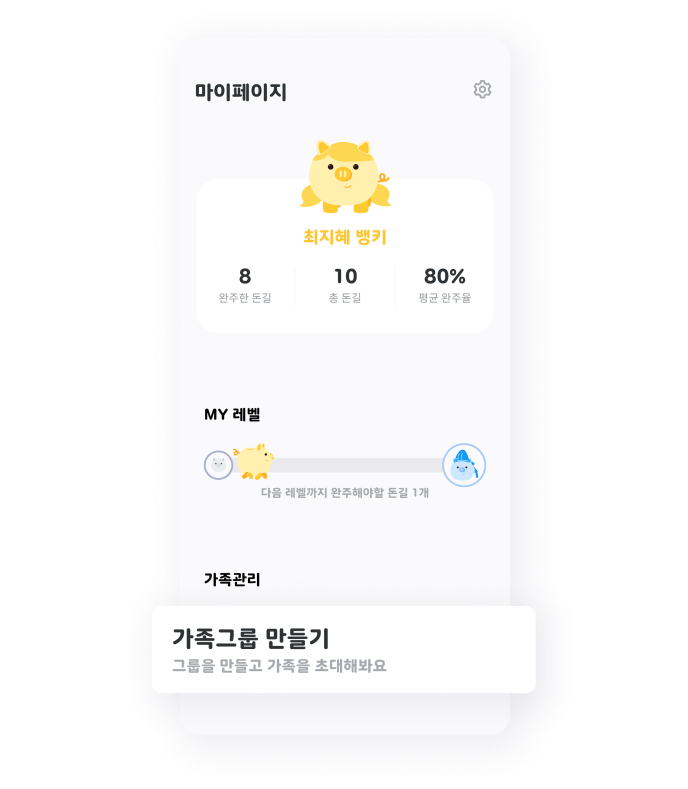 마이페이지
최지혜 뱅키
8 10 80%
완주한 돈길 총 돈길 평균 완주율
MY 레벨
다음 레벨까지 완주해야할 돈길 1개
가족관리
가족그룹 만들기
그룹을 만들고 가족을 초대해봐요